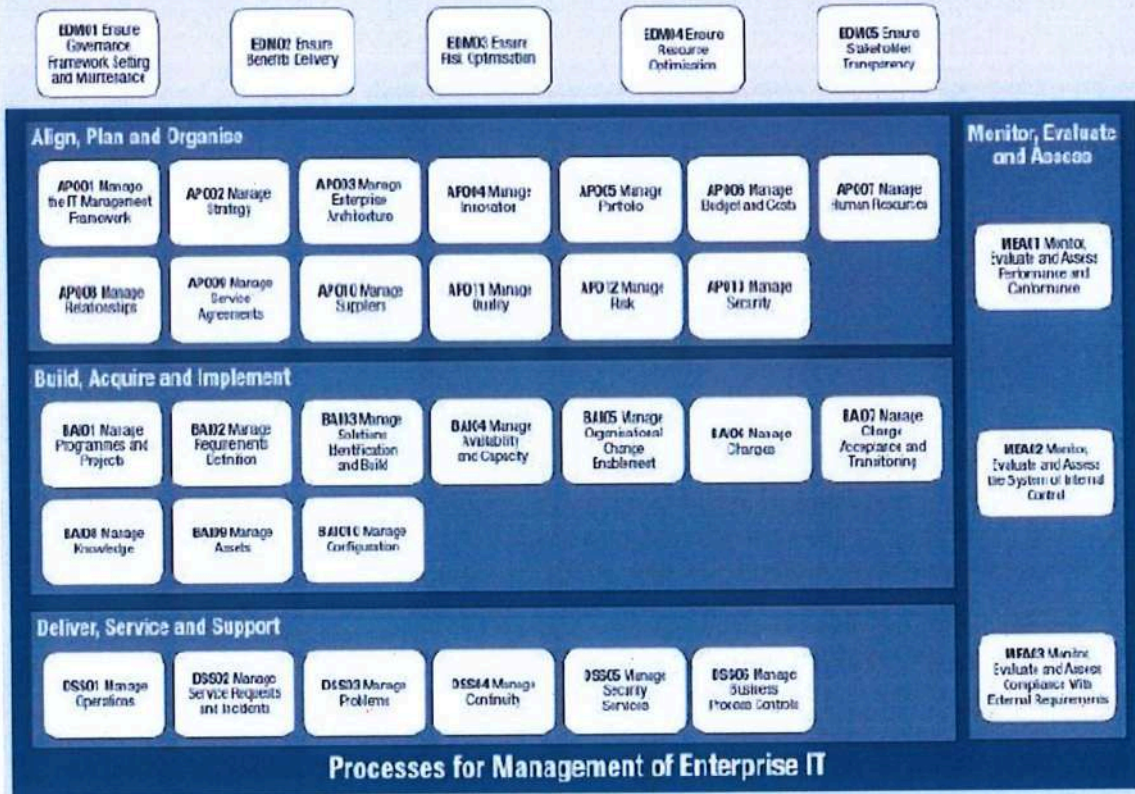 EDM01 Ensure
Governance
Framework Setting
and Maintenance
EDM02 Ensure
Benefits Delivery
EDM03 Ensure
Risk Optimisation
EDM04 Ensure
Resource
Optimisation
EDM05 Ensure
Stakeholder
Transparency
Align, Plan and Organise
APO01 Manage
the IT Management
Framework
APO02 Manage
Strategy
APO03 Manage
Enterprise
Architecture
APO04 Manage
Innovation
APO05 Manage
Portfolio
APO06 Manage
Budget and Costs
APO07 Manage
Human Resources
APO08 Manage
Relationships
APO09 Manage
Service
Agreements
APO10 Manage
Suppliers
APO11 Manage
Quality
APO12 Manage
Risk
APO13 Manage
Security
Build, Acquire and Implement
BAI01 Manage
Programmes and
Projects
BAI02 Manage
Requirements
Definition
BAI03 Manage
Solutions
Identification
and Build
BAI04 Manage
Availability
and Capacity
BAI05 Manage
Organisational
Change
Enablement
BAI06 Manage
Changes
BAI07 Manage
Change
Acceptance and
Transitioning
BAI08 Manage
Knowledge
BAI09 Manage
Assets
BAI010 Manage
Configuration
Deliver, Service and Support
DSS01 Manage
Operations
DSS02 Manage
Service Requests
and Incidents
DSS03 Manage
Problems
DSS04 Manage
Continuity
DSS05 Manage
Security
Services
DSS06 Manage
Business
Process Controls
Monitor, Evaluate
and Assess
MEA01 Monitor,
Evaluate and Assess
Performance and
Conformance
MEA02 Monitor,
Evaluate and Assess
the System of Internal
Control
MEA03 Monitor,
Evaluate and Assess
Compliance With
External Requirements
Processes for Management of Enterprise IT